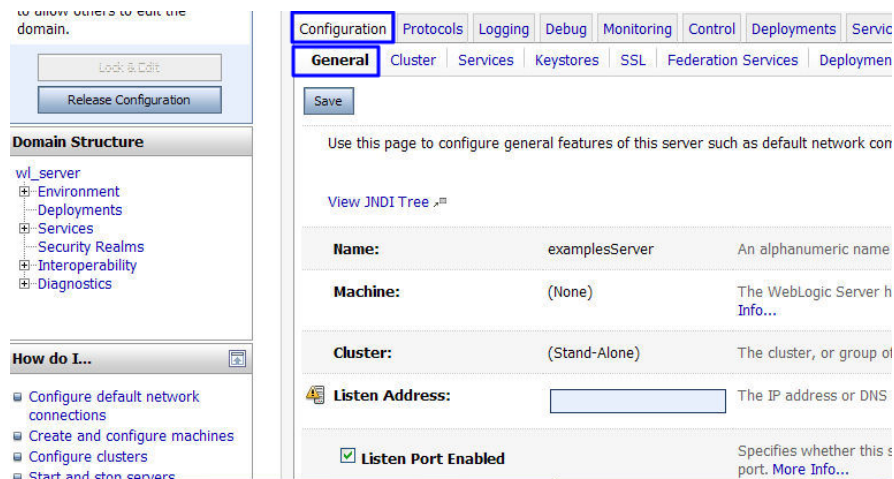 to allow others to edit the
domain.
Lock & Edit
Release Configuration
Domain Structure
wl_server
Environment
Deployments
Services
Security Realms
Interoperability
Diagnostics
How do I...
Configure default network
connections
Create and configure machines
Configure clusters
Start and stop servers
Configuration Protocols Logging Debug Monitoring Control Deployments Servic
General Cluster Services Keystores SSL Federation Services Deploymen
Save
Use this page to configure general features of this server such as default network com
View JNDI Tree
Name: examplesServer An alphanumeric name
Machine: (None) The WebLogic Server h
Info...
Cluster: (Stand-Alone) The cluster, or group of
Listen Address: The IP address or DNS
Listen Port Enabled Specifies whether this s
port. More Info...